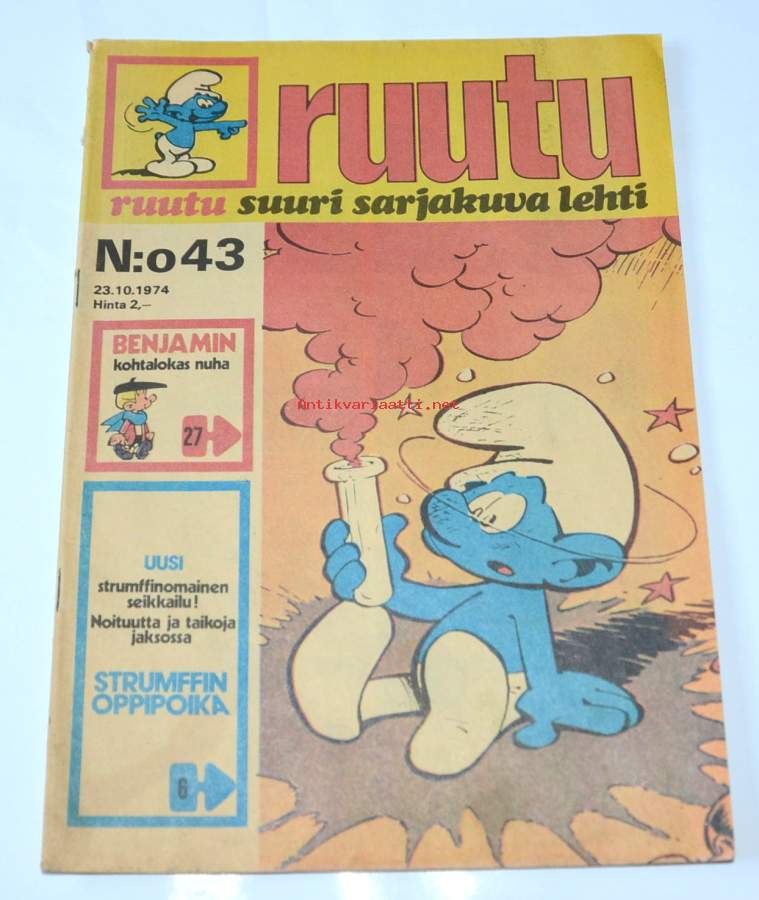 ruutu
ruutu suuri sarjakuva lehti
N:o 43
23.10.1974
Hinta 2,—
BENJAMIN
kohtalokas nuha
27
UUSI
strumffinomainen
seikkailu!
Noituutta ja taikoja
jaksossa
STRUMFFIN
OPPIPOIKA
6
Antikvariaatti.net